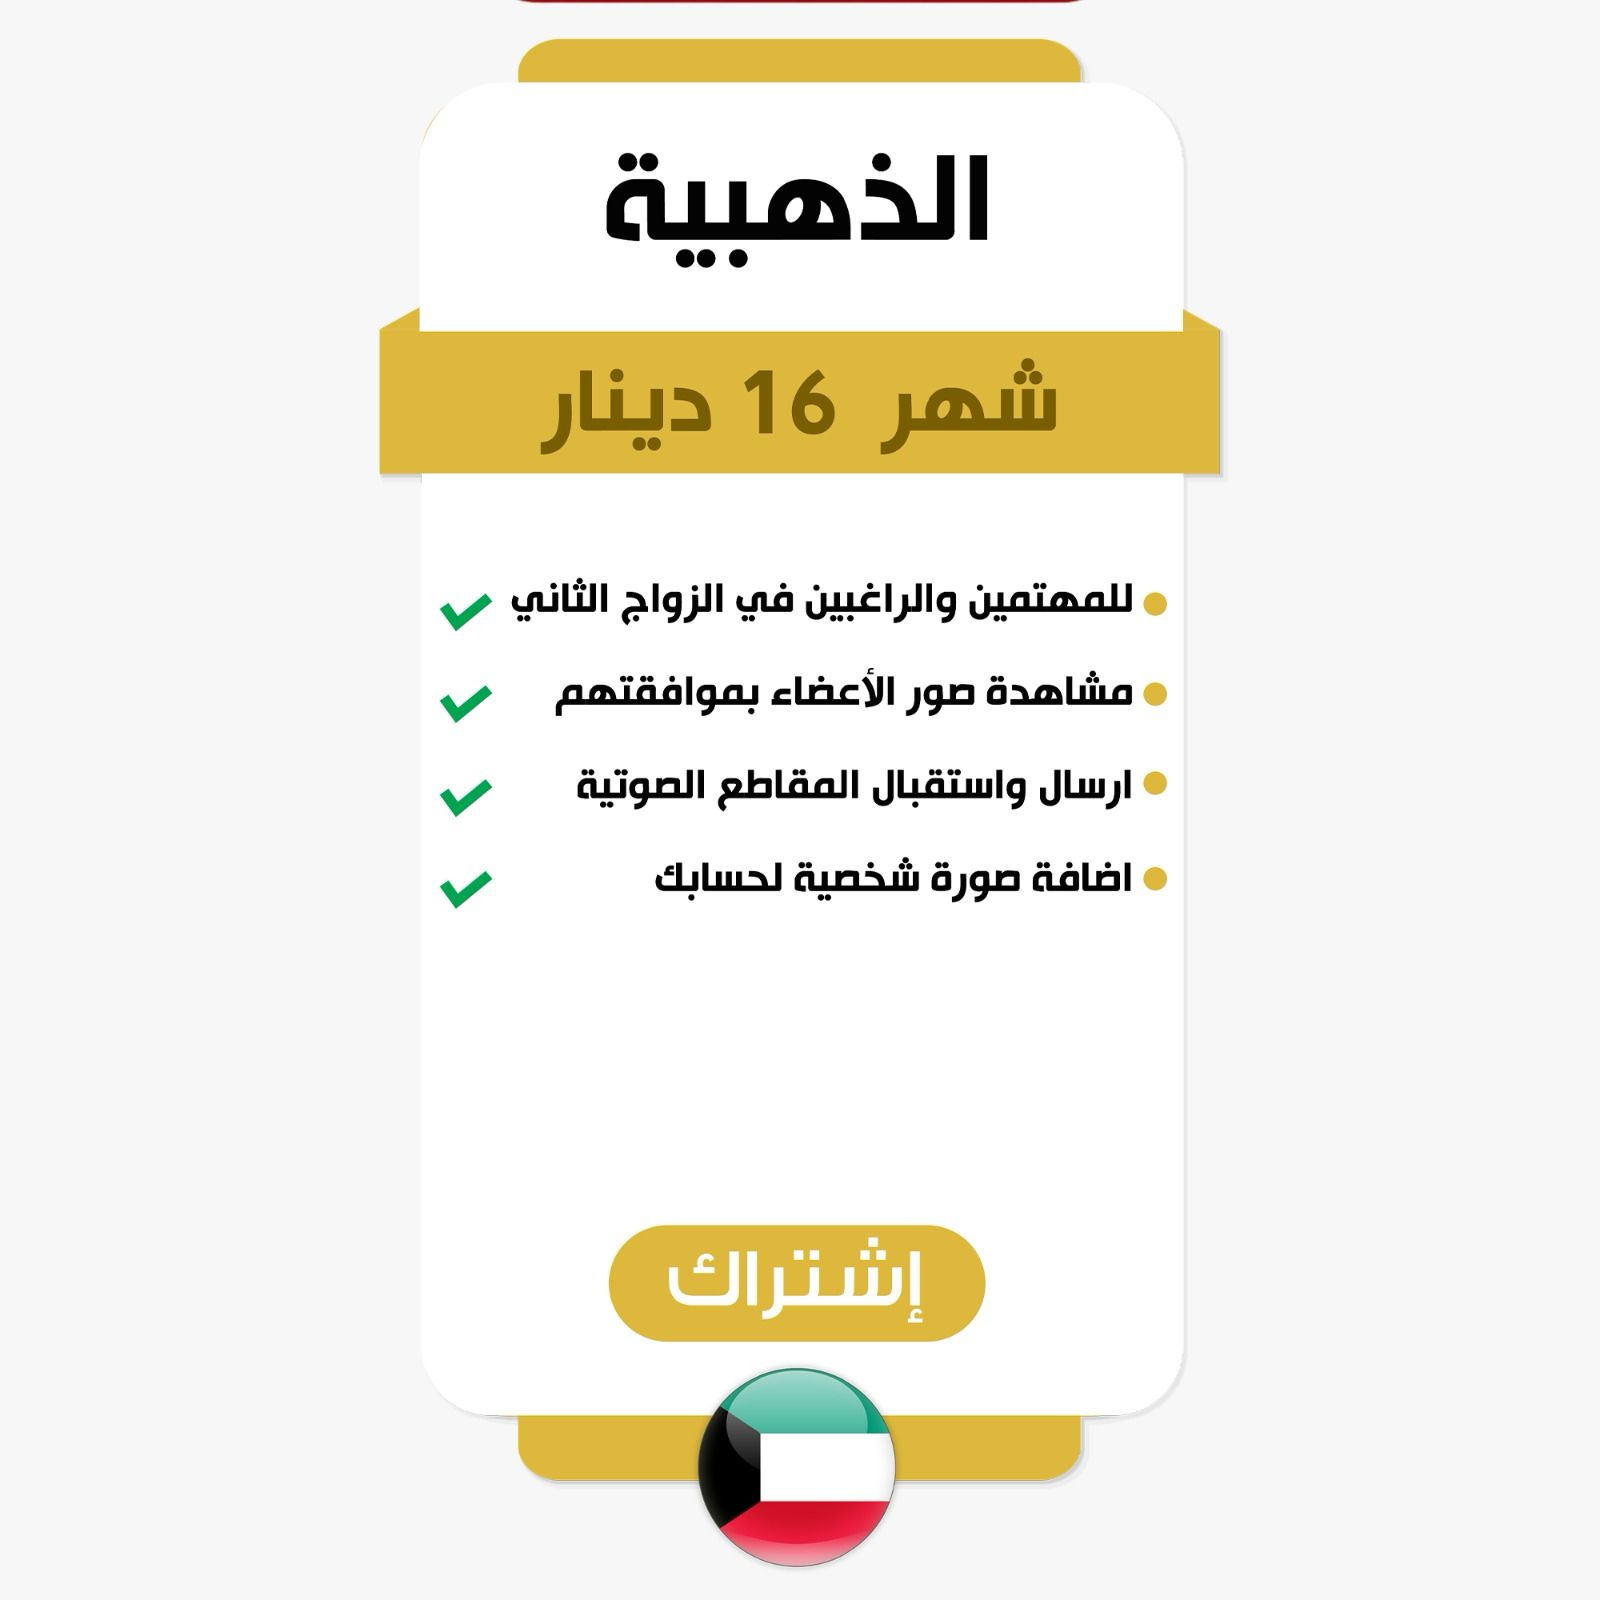 الذهبية
شهر 16 دينار
للمهتمين والراغبين في الزواج الثاني
مشاهدة صور الأعضاء بموافقتهم
ارسال واستقبال المقاطع الصوتية
اضافة صورة شخصية لحسابك
إشتراك